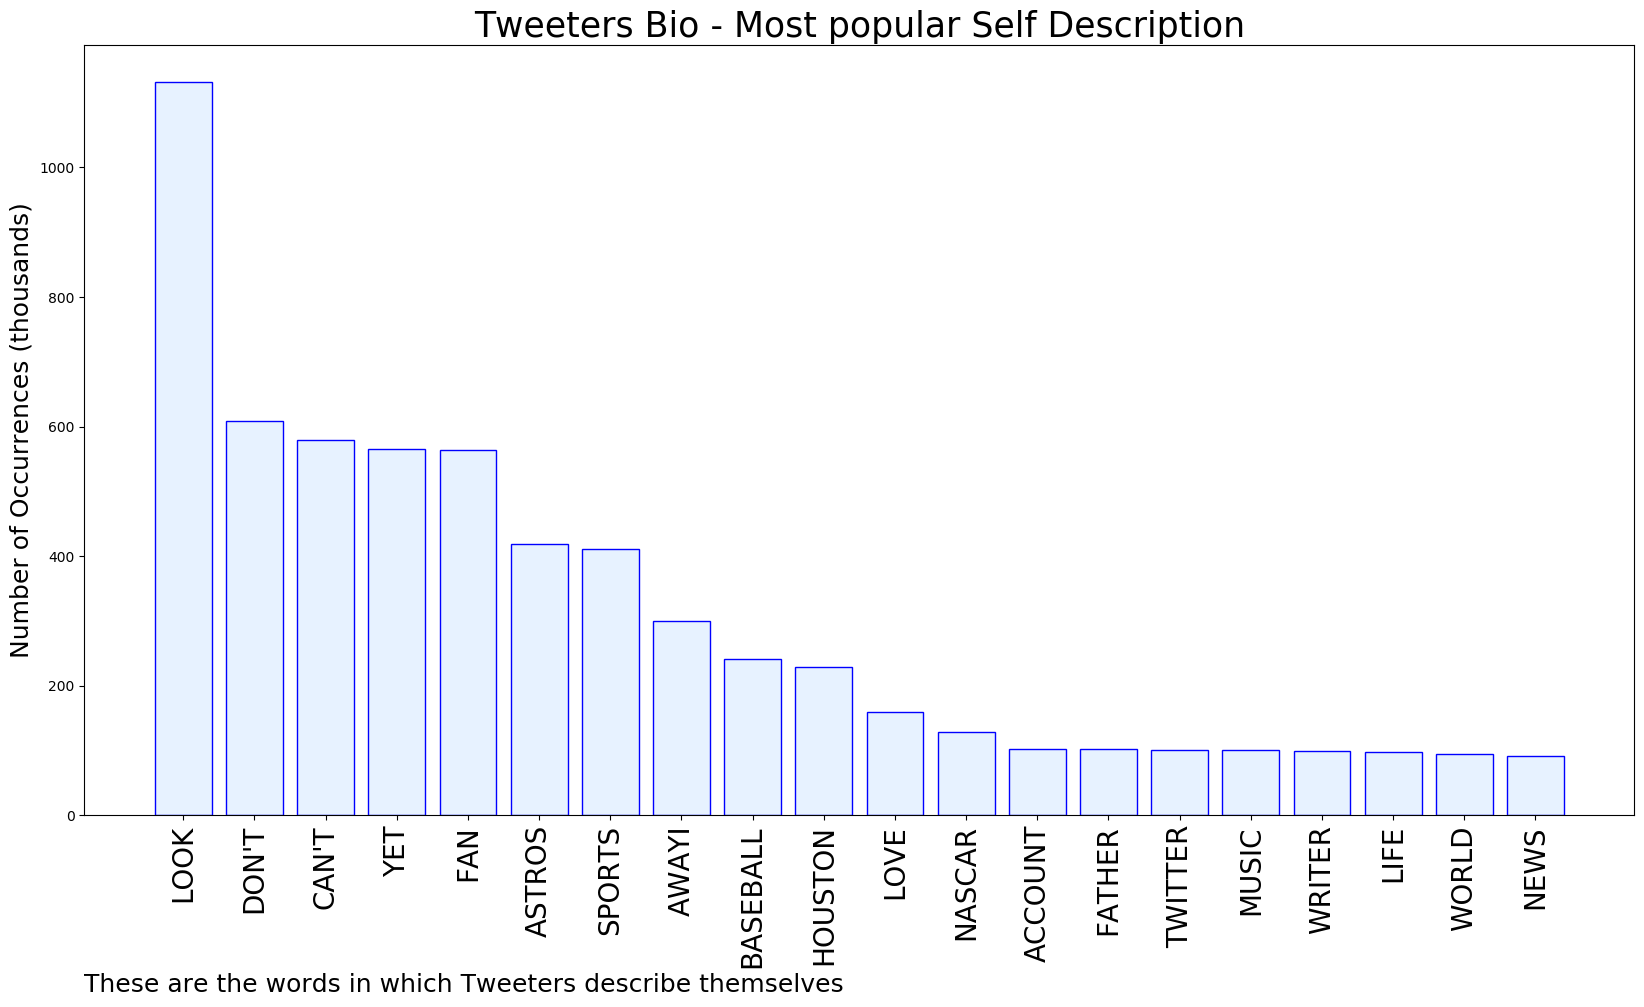 Tweeters Bio - Most popular Self Description
Number of Occurrences (thousands)
1000
800
600
400
200
0
LOOK
DON'T
CAN'T
YET
FAN
ASTROS
SPORTS
AWAYI
BASEBALL
HOUSTON
LOVE
NASCAR
ACCOUNT
FATHER
TWITTER
MUSIC
WRITER
LIFE
WORLD
NEWS
These are the words in which Tweeters describe themselves